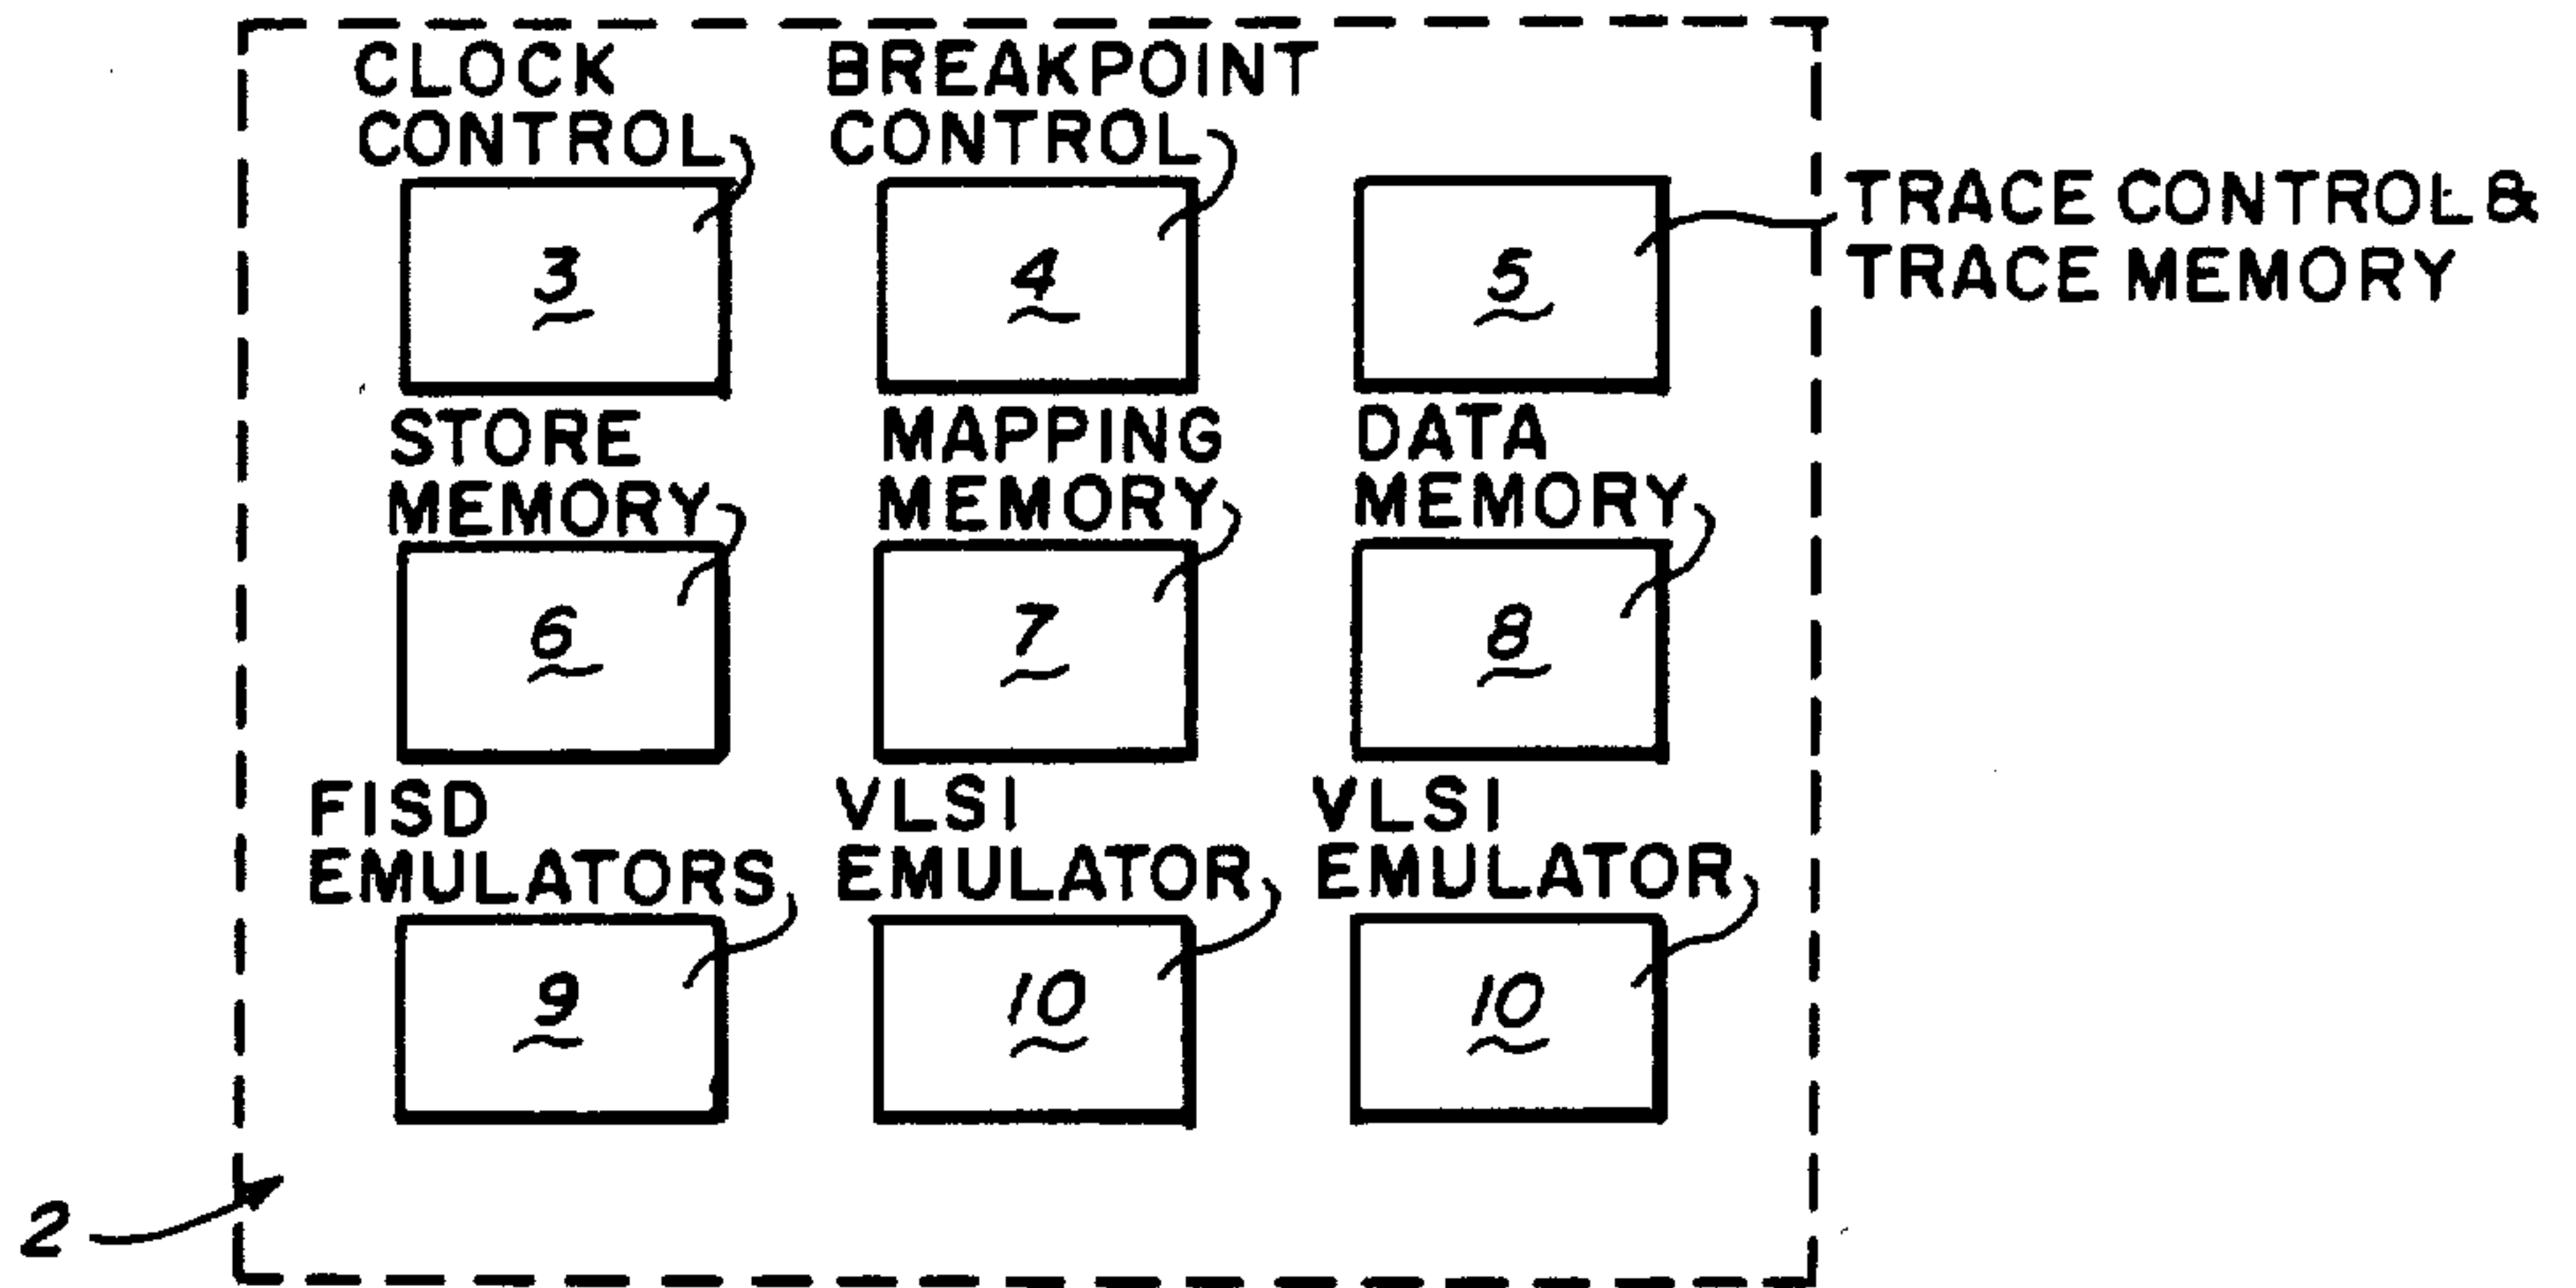 CLOCK
CONTROL
3
BREAKPOINT
CONTROL
4
5
TRACE CONTROL &
TRACE MEMORY
STORE
MEMORY
6
MAPPING
MEMORY
7
DATA
MEMORY
8
FISD
EMULATORS
9
VLSI
EMULATOR
10
VLSI
EMULATOR
10
2